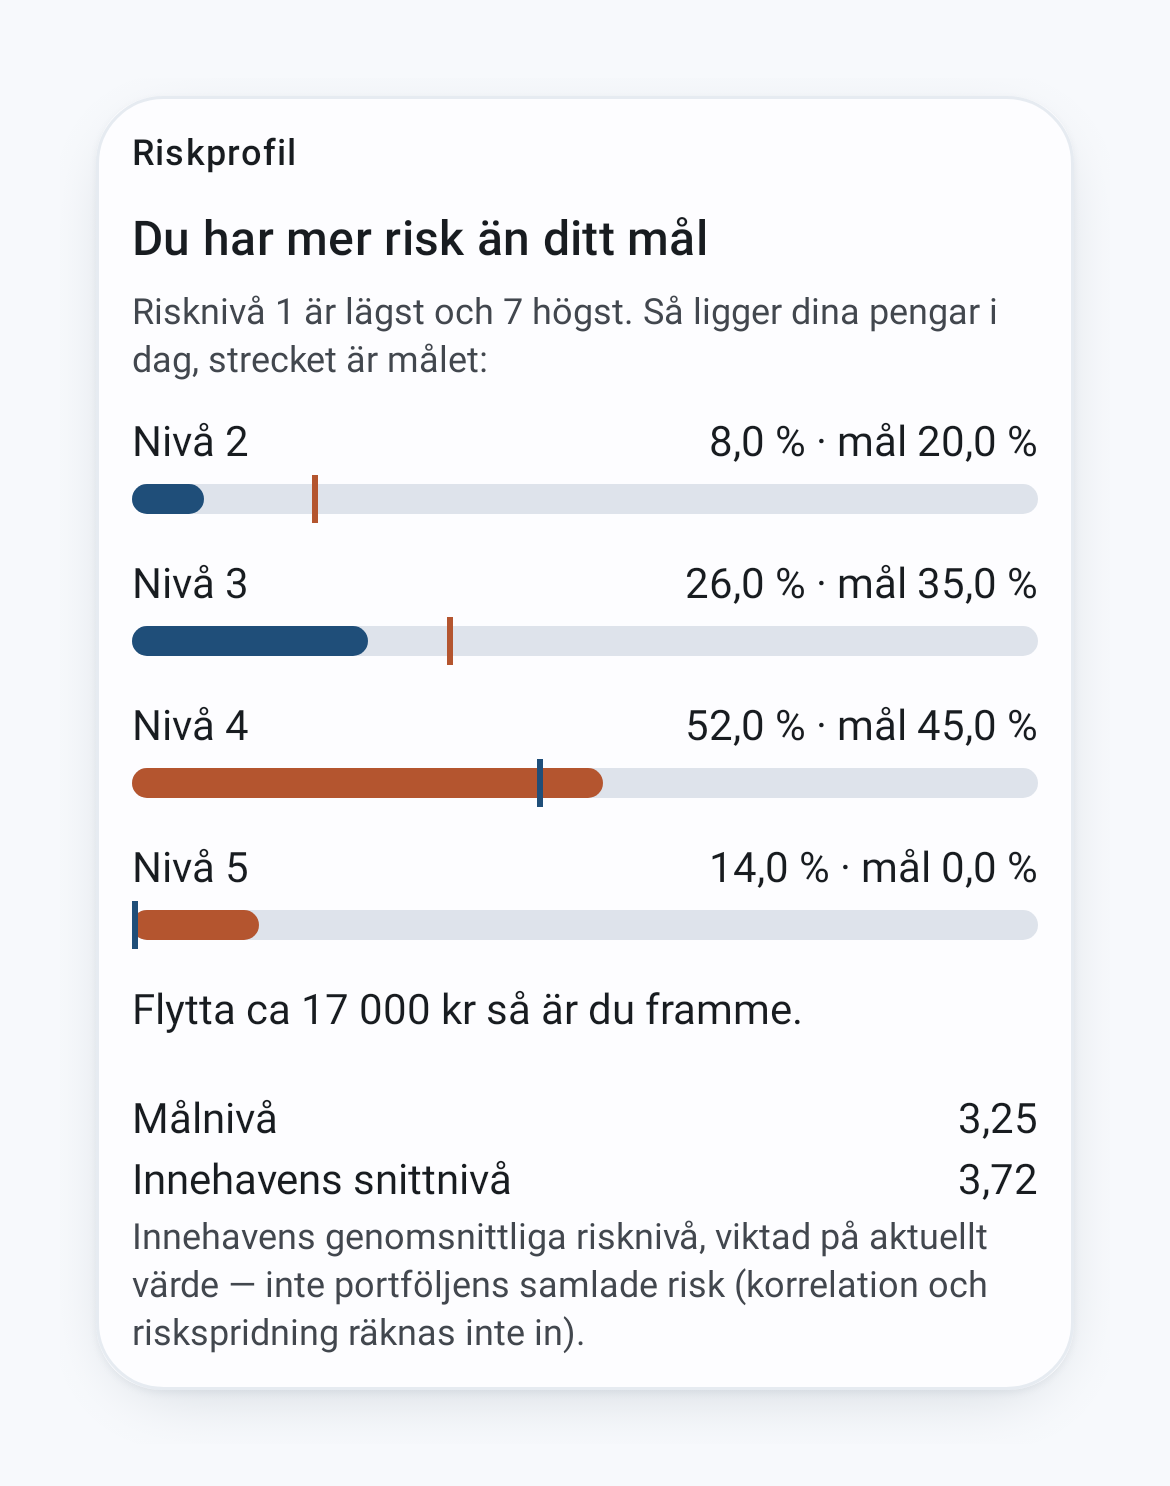 Riskprofil
Du har mer risk än ditt mål
Risknivå 1 är lägst och 7 högst. Så ligger dina pengar i
dag, strecket är målet:
Nivå 2 8,0 % · mål 20,0 %
Nivå 3 26,0 % · mål 35,0 %
Nivå 4 52,0 % · mål 45,0 %
Nivå 5 14,0 % · mål 0,0 %
Flytta ca 17 000 kr så är du framme.
Målnivå 3,25
Innehavens snittnivå 3,72
Innehavens genomsnittliga risknivå, viktad på aktuellt
värde — inte portföljens samlade risk (korrelation och
riskspridning räknas inte in).